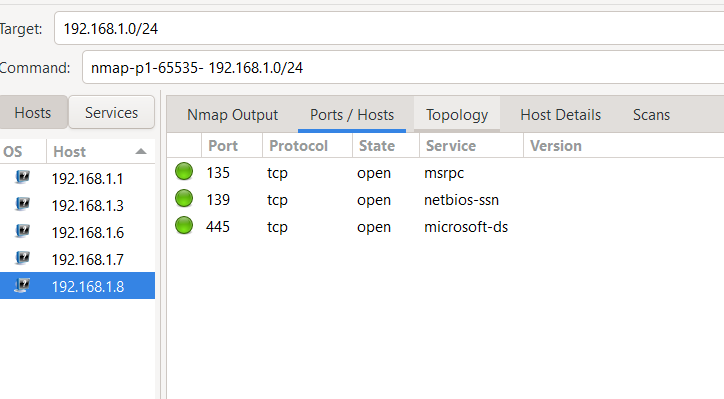 Target: 192.168.1.0/24
Command: nmap-p1-65535- 192.168.1.0/24
Hosts Services Nmap Output Ports / Hosts Topology Host Details Scans
OS Host Port Protocol State Service Version
192.168.1.1 135 tcp open msrpc
192.168.1.3 139 tcp open netbios-ssn
192.168.1.6 445 tcp open microsoft-ds
192.168.1.7
192.168.1.8